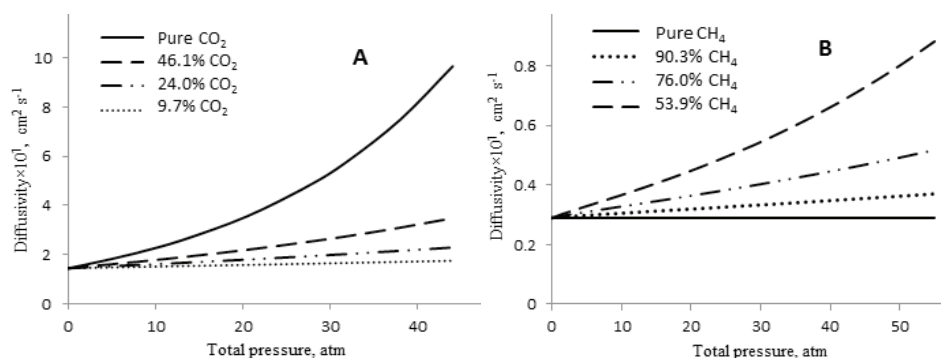 A
Pure CO₂
46.1% CO₂
24.0% CO₂
9.7% CO₂
Diffusivity×10¹, cm² s⁻¹
10
8
6
4
2
0
0 10 20 30 40
Total pressure, atm
B
Pure CH₄
90.3% CH₄
76.0% CH₄
53.9% CH₄
Diffusivity×10¹, cm² s⁻¹
0.8
0.6
0.4
0.2
0
0 10 20 30 40 50
Total pressure, atm